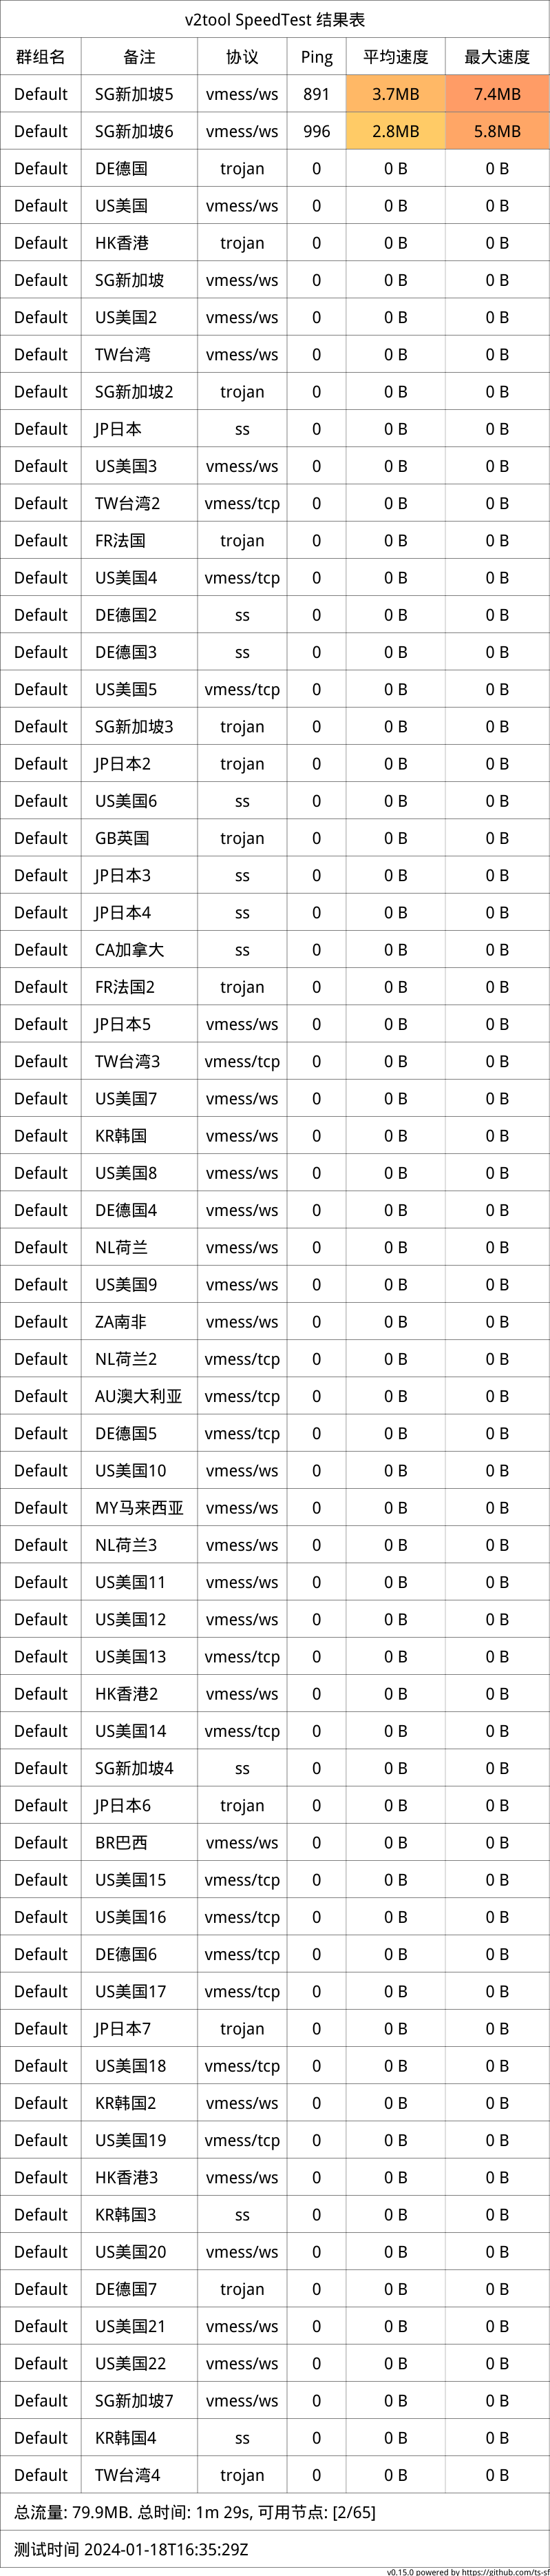 v2tool SpeedTest 结果表
群组名 备注 协议 Ping 平均速度 最大速度
Default SG新加坡5 vmess/ws 891 3.7MB 7.4MB
Default SG新加坡6 vmess/ws 996 2.8MB 5.8MB
Default DE德国 trojan 0 0 B 0 B
Default US美国 vmess/ws 0 0 B 0 B
Default HK香港 trojan 0 0 B 0 B
Default SG新加坡 vmess/ws 0 0 B 0 B
Default US美国2 vmess/ws 0 0 B 0 B
Default TW台湾 vmess/ws 0 0 B 0 B
Default SG新加坡2 trojan 0 0 B 0 B
Default JP日本 ss 0 0 B 0 B
Default US美国3 vmess/ws 0 0 B 0 B
Default TW台湾2 vmess/tcp 0 0 B 0 B
Default FR法国 trojan 0 0 B 0 B
Default US美国4 vmess/tcp 0 0 B 0 B
Default DE德国2 ss 0 0 B 0 B
Default DE德国3 ss 0 0 B 0 B
Default US美国5 vmess/tcp 0 0 B 0 B
Default SG新加坡3 trojan 0 0 B 0 B
Default JP日本2 trojan 0 0 B 0 B
Default US美国6 ss 0 0 B 0 B
Default GB英国 trojan 0 0 B 0 B
Default JP日本3 ss 0 0 B 0 B
Default JP日本4 ss 0 0 B 0 B
Default CA加拿大 ss 0 0 B 0 B
Default FR法国2 trojan 0 0 B 0 B
Default JP日本5 vmess/ws 0 0 B 0 B
Default TW台湾3 vmess/tcp 0 0 B 0 B
Default US美国7 vmess/ws 0 0 B 0 B
Default KR韩国 vmess/ws 0 0 B 0 B
Default US美国8 vmess/ws 0 0 B 0 B
Default DE德国4 vmess/ws 0 0 B 0 B
Default NL荷兰 vmess/ws 0 0 B 0 B
Default US美国9 vmess/ws 0 0 B 0 B
Default ZA南非 vmess/ws 0 0 B 0 B
Default NL荷兰2 vmess/tcp 0 0 B 0 B
Default AU澳大利亚 vmess/tcp 0 0 B 0 B
Default DE德国5 vmess/tcp 0 0 B 0 B
Default US美国10 vmess/ws 0 0 B 0 B
Default MY马来西亚 vmess/ws 0 0 B 0 B
Default NL荷兰3 vmess/ws 0 0 B 0 B
Default US美国11 vmess/ws 0 0 B 0 B
Default US美国12 vmess/ws 0 0 B 0 B
Default US美国13 vmess/tcp 0 0 B 0 B
Default HK香港2 vmess/ws 0 0 B 0 B
Default US美国14 vmess/tcp 0 0 B 0 B
Default SG新加坡4 ss 0 0 B 0 B
Default JP日本6 trojan 0 0 B 0 B
Default BR巴西 vmess/ws 0 0 B 0 B
Default US美国15 vmess/tcp 0 0 B 0 B
Default US美国16 vmess/tcp 0 0 B 0 B
Default DE德国6 vmess/tcp 0 0 B 0 B
Default US美国17 vmess/tcp 0 0 B 0 B
Default JP日本7 trojan 0 0 B 0 B
Default US美国18 vmess/tcp 0 0 B 0 B
Default KR韩国2 vmess/ws 0 0 B 0 B
Default US美国19 vmess/tcp 0 0 B 0 B
Default HK香港3 vmess/ws 0 0 B 0 B
Default KR韩国3 ss 0 0 B 0 B
Default US美国20 vmess/ws 0 0 B 0 B
Default DE德国7 trojan 0 0 B 0 B
Default US美国21 vmess/ws 0 0 B 0 B
Default US美国22 vmess/ws 0 0 B 0 B
Default SG新加坡7 vmess/ws 0 0 B 0 B
Default KR韩国4 ss 0 0 B 0 B
Default TW台湾4 trojan 0 0 B 0 B
总流量: 79.9MB. 总时间: 1m 29s, 可用节点: [2/65]
测试时间 2024-01-18T16:35:29Z
v0.15.0 powered by https://github.com/ts-sf